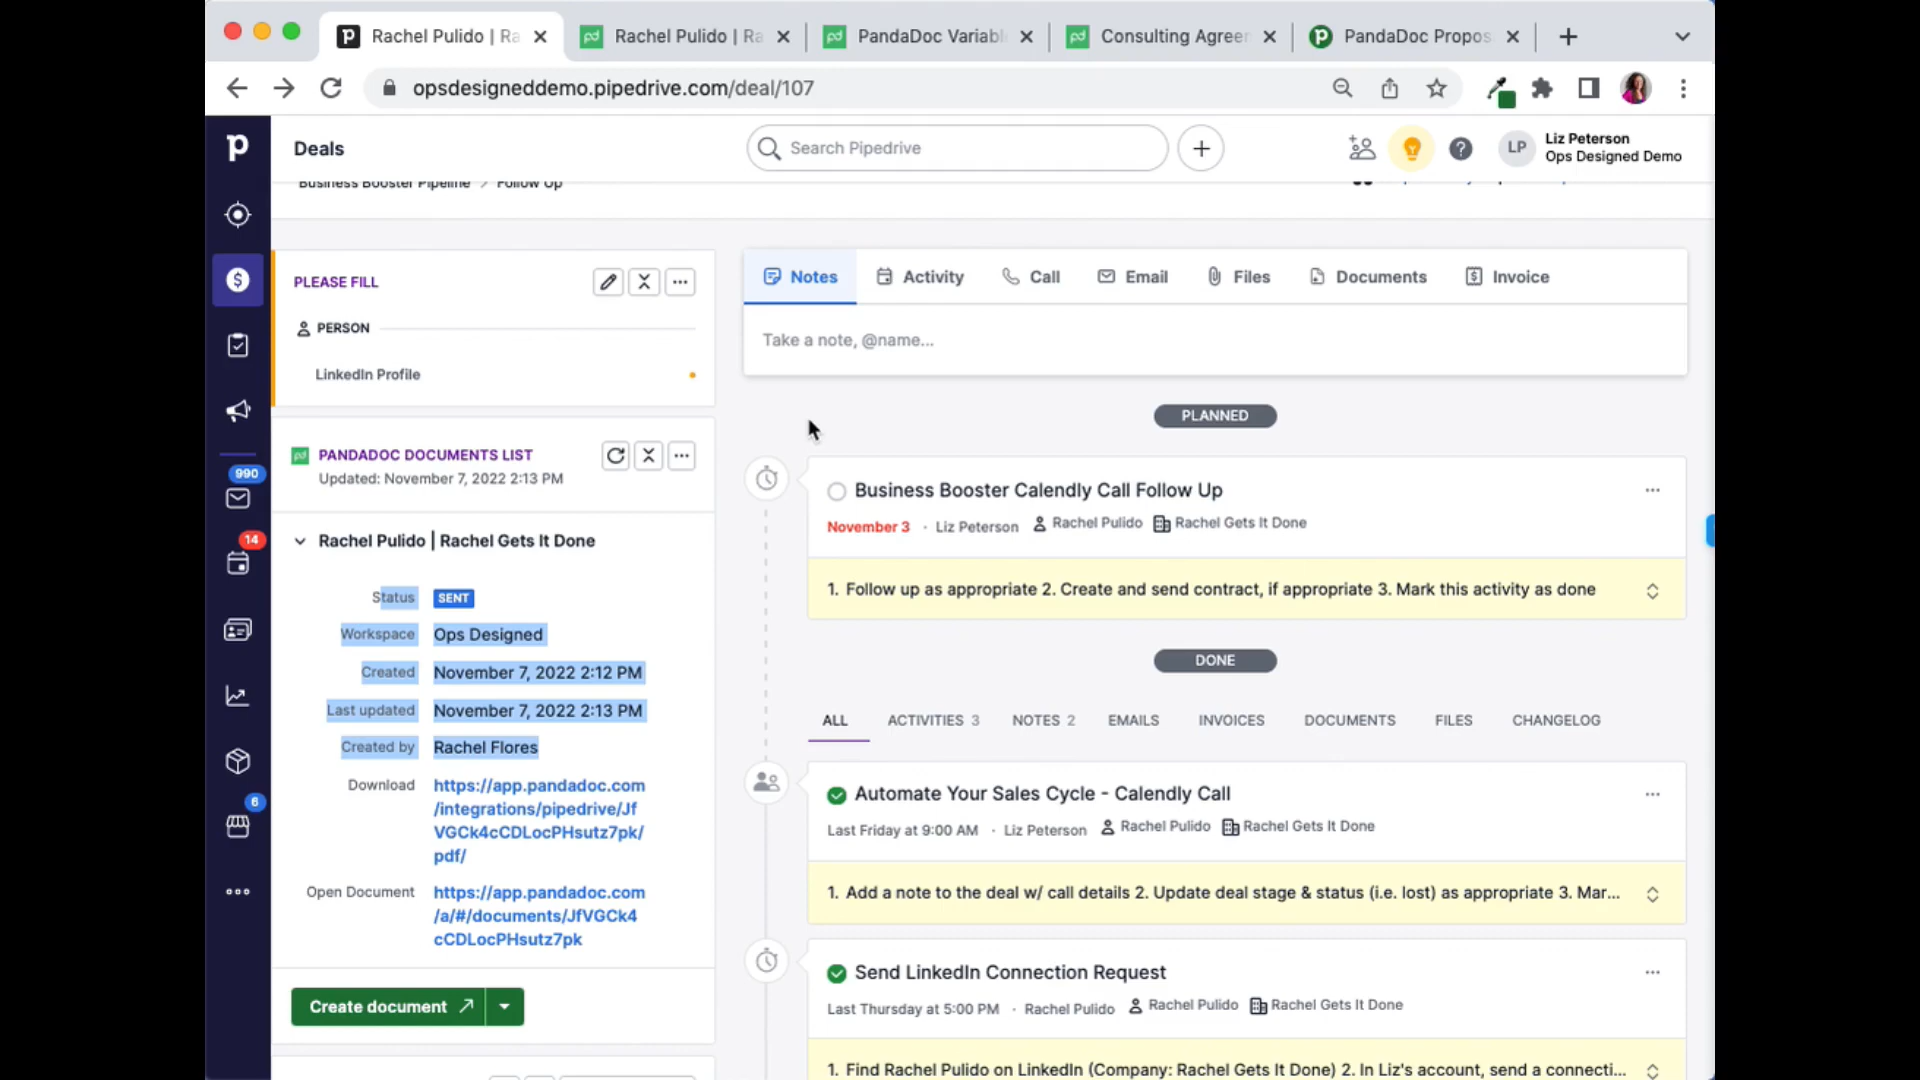 Rachel Pulido | Ra
Rachel Pulido | Ra
PandaDoc Variabl
Consulting Agreer
PandaDoc Propos
opsdesigneddemo.pipedrive.com/deal/107
Deals
Search Pipedrive
LP
Liz Peterson
Ops Designed Demo
Business Booster Pipeline
Follow Up
PLEASE FILL
PERSON
LinkedIn Profile
PANDADOC DOCUMENTS LIST
Updated: November 7, 2022 2:13 PM
Rachel Pulido | Rachel Gets It Done
Status SENT
Workspace Ops Designed
Created November 7, 2022 2:12 PM
Last updated November 7, 2022 2:13 PM
Created by Rachel Flores
Download https://app.pandadoc.com
/integrations/pipedrive/Jf
VGCk4cCDLocPHsutz7pk/
pdf/
Open Document https://app.pandadoc.com
/a/#/documents/JfVGCk4
cCDLocPHsutz7pk
Create document
990
14
6
Notes
Activity
Call
Email
Files
Documents
Invoice
Take a note, @name...
PLANNED
Business Booster Calendly Call Follow Up
November 3 · Liz Peterson Rachel Pulido Rachel Gets It Done
1. Follow up as appropriate 2. Create and send contract, if appropriate 3. Mark this activity as done
DONE
ALL ACTIVITIES 3 NOTES 2 EMAILS INVOICES DOCUMENTS FILES CHANGELOG
Automate Your Sales Cycle - Calendly Call
Last Friday at 9:00 AM · Liz Peterson Rachel Pulido Rachel Gets It Done
1. Add a note to the deal w/ call details 2. Update deal stage & status (i.e. lost) as appropriate 3. Mar...
Send LinkedIn Connection Request
Last Thursday at 5:00 PM · Rachel Pulido Rachel Pulido Rachel Gets It Done
1. Find Rachel Pulido on LinkedIn (Company: Rachel Gets It Done) 2. In Liz's account, send a connecti...